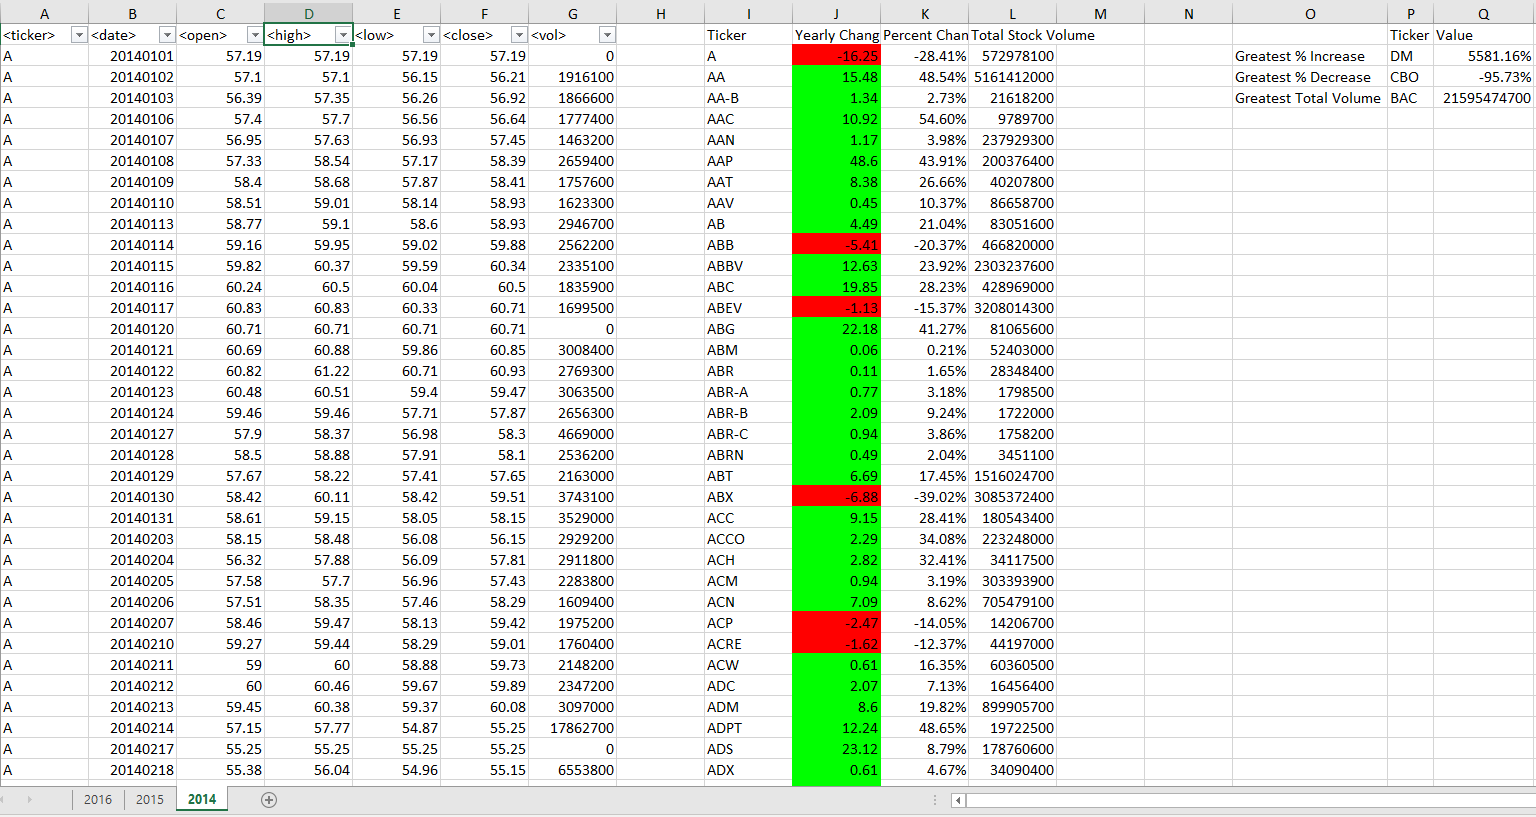 A B C D E F G H I J K L M N O P Q
<ticker> <date> <open> <high> <low> <close> <vol> Ticker Yearly Chang Percent Chan Total Stock Volume Ticker Value
A 20140101 57.19 57.19 57.19 57.19 0 A -16.25 -28.41% 572978100 Greatest % Increase DM 5581.16%
A 20140102 57.1 57.1 56.15 56.21 1916100 AA 15.48 48.54% 5161412000 Greatest % Decrease CBO -95.73%
A 20140103 56.39 57.35 56.26 56.92 1866600 AA-B 1.34 2.73% 21618200 Greatest Total Volume BAC 21595474700
A 20140106 57.4 57.7 56.56 56.64 1777400 AAC 10.92 54.60% 9789700
A 20140107 56.95 57.63 56.93 57.45 1463200 AAN 1.17 3.98% 237929300
A 20140108 57.33 58.54 57.17 58.39 2659400 AAP 48.6 43.91% 200376400
A 20140109 58.4 58.68 57.87 58.41 1757600 AAT 8.38 26.66% 40207800
A 20140110 58.51 59.01 58.14 58.93 1623300 AAV 0.45 10.37% 86658700
A 20140113 58.77 59.1 58.6 58.93 2946700 AB 4.49 21.04% 83051600
A 20140114 59.16 59.95 59.02 59.88 2562200 ABB -5.41 -20.37% 466820000
A 20140115 59.82 60.37 59.59 60.34 2335100 ABBV 12.63 23.92% 2303237600
A 20140116 60.24 60.5 60.04 60.5 1835900 ABC 19.85 28.23% 428969000
A 20140117 60.83 60.83 60.33 60.71 1699500 ABEV -1.13 -15.37% 3208014300
A 20140120 60.71 60.71 60.71 60.71 0 ABG 22.18 41.27% 81065600
A 20140121 60.69 60.88 59.86 60.85 3008400 ABM 0.06 0.21% 52403000
A 20140122 60.82 61.22 60.71 60.93 2769300 ABR 0.11 1.65% 28348400
A 20140123 60.48 60.51 59.4 59.47 3063500 ABR-A 0.77 3.18% 1798500
A 20140124 59.46 59.46 57.71 57.87 2656300 ABR-B 2.09 9.24% 1722000
A 20140127 57.9 58.37 56.98 58.3 4669000 ABR-C 0.94 3.86% 1758200
A 20140128 58.5 58.88 57.91 58.1 2536200 ABRN 0.49 2.04% 3451100
A 20140129 57.67 58.22 57.41 57.65 2163000 ABT 6.69 17.45% 1516024700
A 20140130 58.42 60.11 58.42 59.51 3743100 ABX -6.88 -39.02% 3085372400
A 20140131 58.61 59.15 58.05 58.15 3529000 ACC 9.15 28.41% 180543400
A 20140203 58.15 58.48 56.08 56.15 2929200 ACCO 2.29 34.08% 223248000
A 20140204 56.32 57.88 56.09 57.81 2911800 ACH 2.82 32.41% 34117500
A 20140205 57.58 57.7 56.96 57.43 2283800 ACM 0.94 3.19% 303393900
A 20140206 57.51 58.35 57.46 58.29 1609400 ACN 7.09 8.62% 705479100
A 20140207 58.46 59.47 58.13 59.42 1975200 ACP -2.47 -14.05% 14206700
A 20140210 59.27 59.44 58.29 59.01 1760400 ACRE -1.62 -12.37% 44197000
A 20140211 59 60 58.88 59.73 2148200 ACW 0.61 16.35% 60360500
A 20140212 60 60.46 59.67 59.89 2347200 ADC 2.07 7.13% 16456400
A 20140213 59.45 60.38 59.37 60.08 3097000 ADM 8.6 19.82% 899905700
A 20140214 57.15 57.77 54.87 55.25 17862700 ADPT 12.24 48.65% 19722500
A 20140217 55.25 55.25 55.25 55.25 0 ADS 23.12 8.79% 178760600
A 20140218 55.38 56.04 54.96 55.15 6553800 ADX 0.61 4.67% 34090400
2016 2015 2014